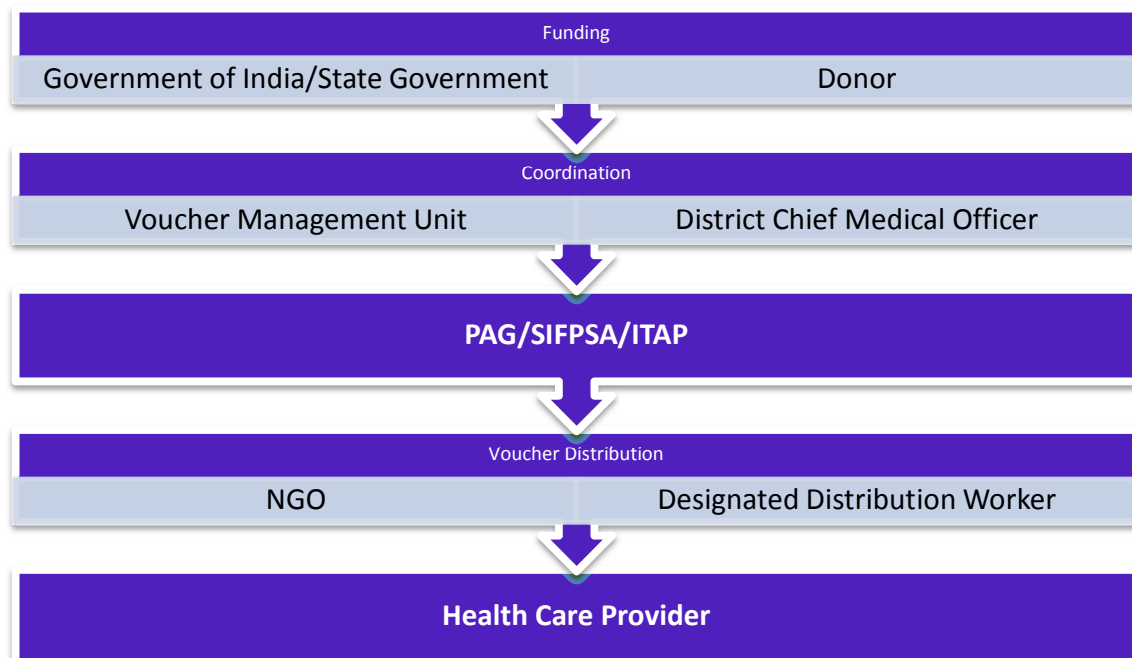 Funding
Government of India/State Government
Donor
Coordination
Voucher Management Unit
District Chief Medical Officer
PAG/SIFPSA/ITAP
Voucher Distribution
NGO
Designated Distribution Worker
Health Care Provider